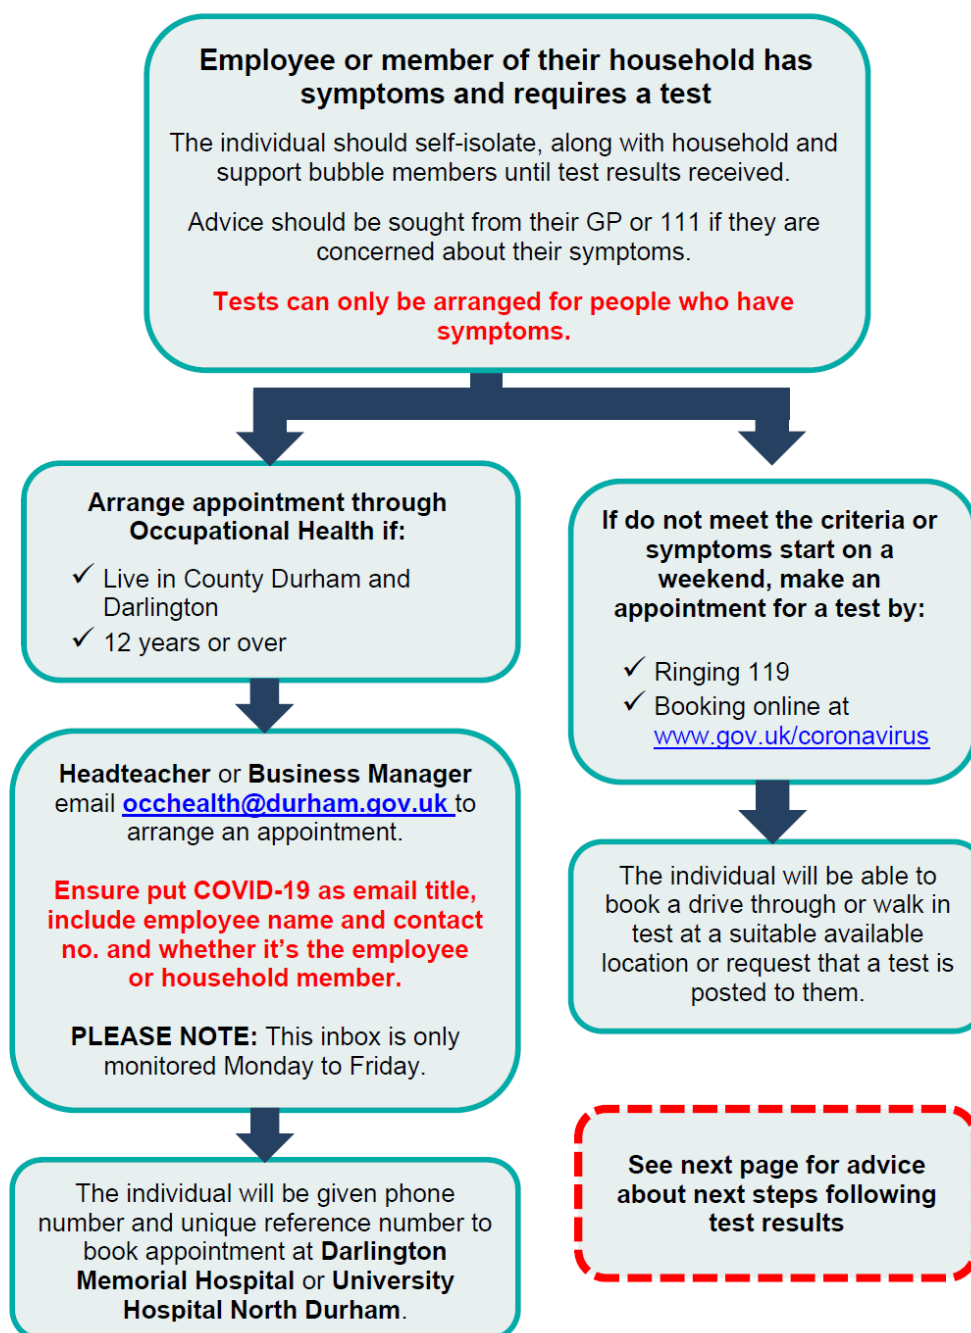 Employee or member of their household has
symptoms and requires a test
The individual should self-isolate, along with household and
support bubble members until test results received.
Advice should be sought from their GP or 111 if they are
concerned about their symptoms.
Tests can only be arranged for people who have
symptoms.
Arrange appointment through
Occupational Health if:
✓ Live in County Durham and
Darlington
✓ 12 years or over
Headteacher or Business Manager
email occhealth@durham.gov.uk to
arrange an appointment.
Ensure put COVID-19 as email title,
include employee name and contact
no. and whether it's the employee
or household member.
PLEASE NOTE: This inbox is only
monitored Monday to Friday.
The individual will be given phone
number and unique reference number to
book appointment at Darlington
Memorial Hospital or University
Hospital North Durham.
If do not meet the criteria or
symptoms start on a
weekend, make an
appointment for a test by:
✓ Ringing 119
✓ Booking online at
www.gov.uk/coronavirus
The individual will be able to
book a drive through or walk in
test at a suitable available
location or request that a test is
posted to them.
See next page for advice
about next steps following
test results